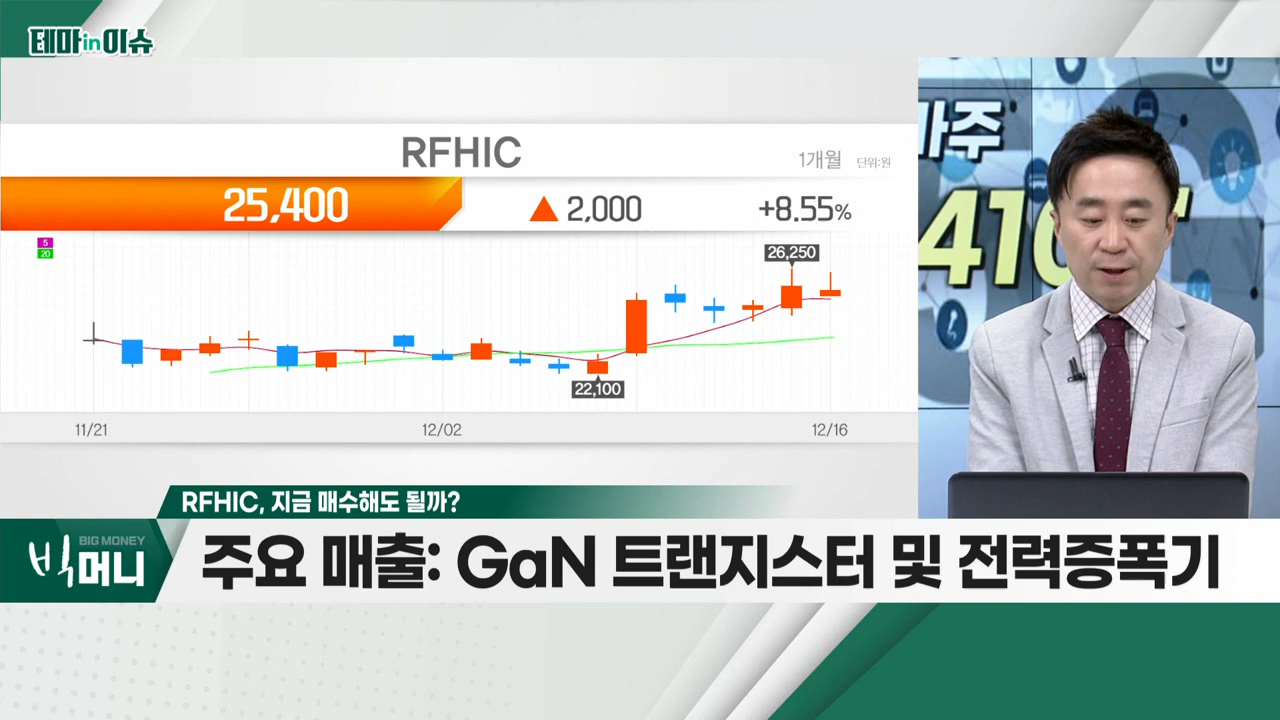 테마in이슈
RFHIC
1개월 단위:원
25,400 ▲ 2,000 +8.55%
5
20
26,250
22,100
11/21 12/02 12/16
마주
410
RFHIC, 지금 매수해도 될까?
BIG MONEY
빅머니
주요 매출: GaN 트랜지스터 및 전력증폭기